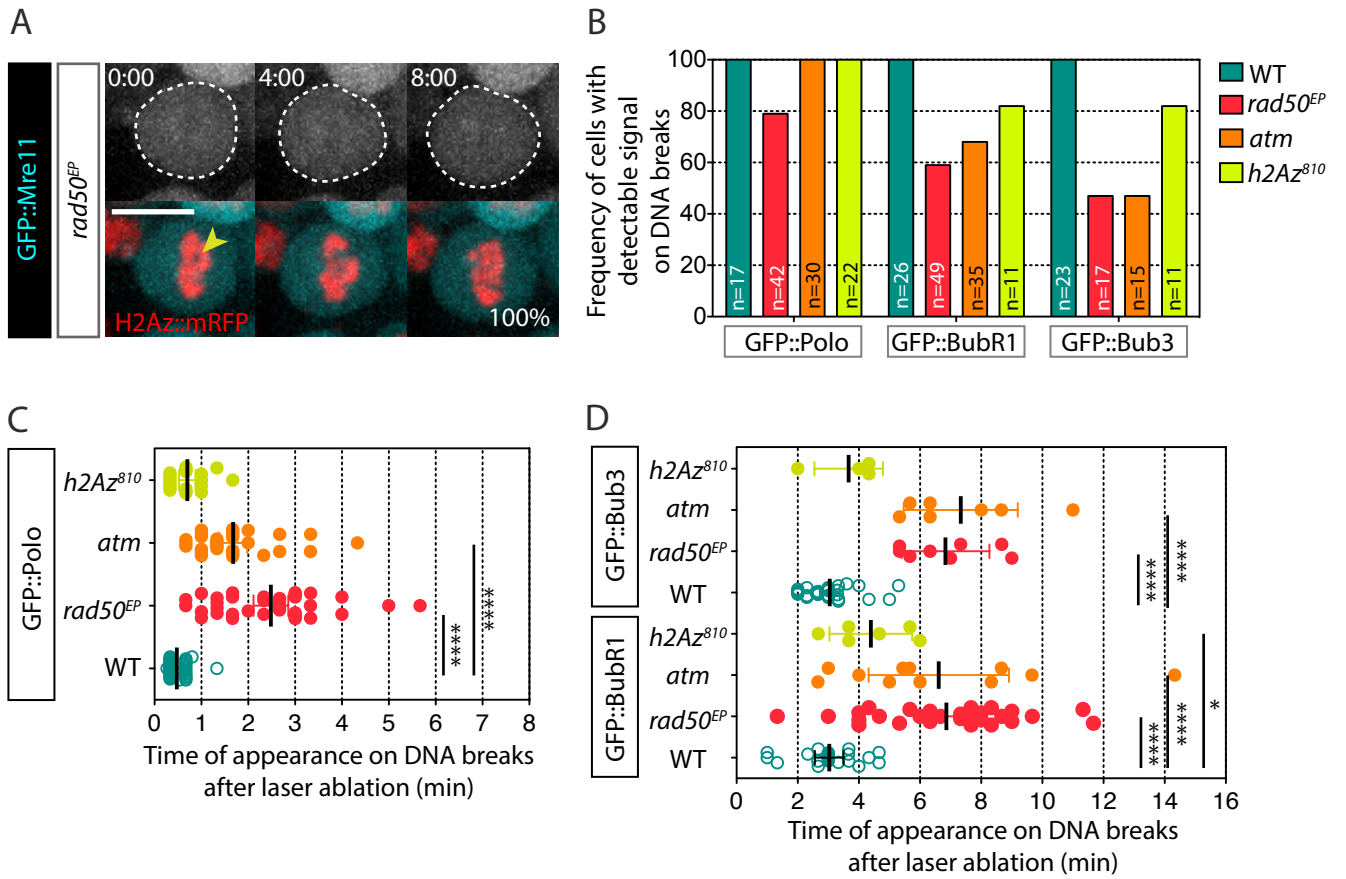 A
GFP::Mre11
rad50EP
0:00
4:00
8:00
H2Az::mRFP
100%
B
Frequency of cells with
detectable signal
on DNA breaks
100
80
60
40
20
0
n=17
n=42
n=30
n=22
n=26
n=49
n=35
n=11
n=23
n=17
n=15
n=11
GFP::Polo
GFP::BubR1
GFP::Bub3
WT
rad50EP
atm
h2Az810
C
GFP::Polo
h2Az810
atm
rad50EP
WT
****
****
0 1 2 3 4 5 6 7 8
Time of appearance on DNA breaks
after laser ablation (min)
D
GFP::Bub3
h2Az810
atm
rad50EP
WT
****
****
GFP::BubR1
h2Az810
atm
rad50EP
WT
****
****
*
0 2 4 6 8 10 12 14 16
Time of appearance on DNA breaks
after laser ablation (min)